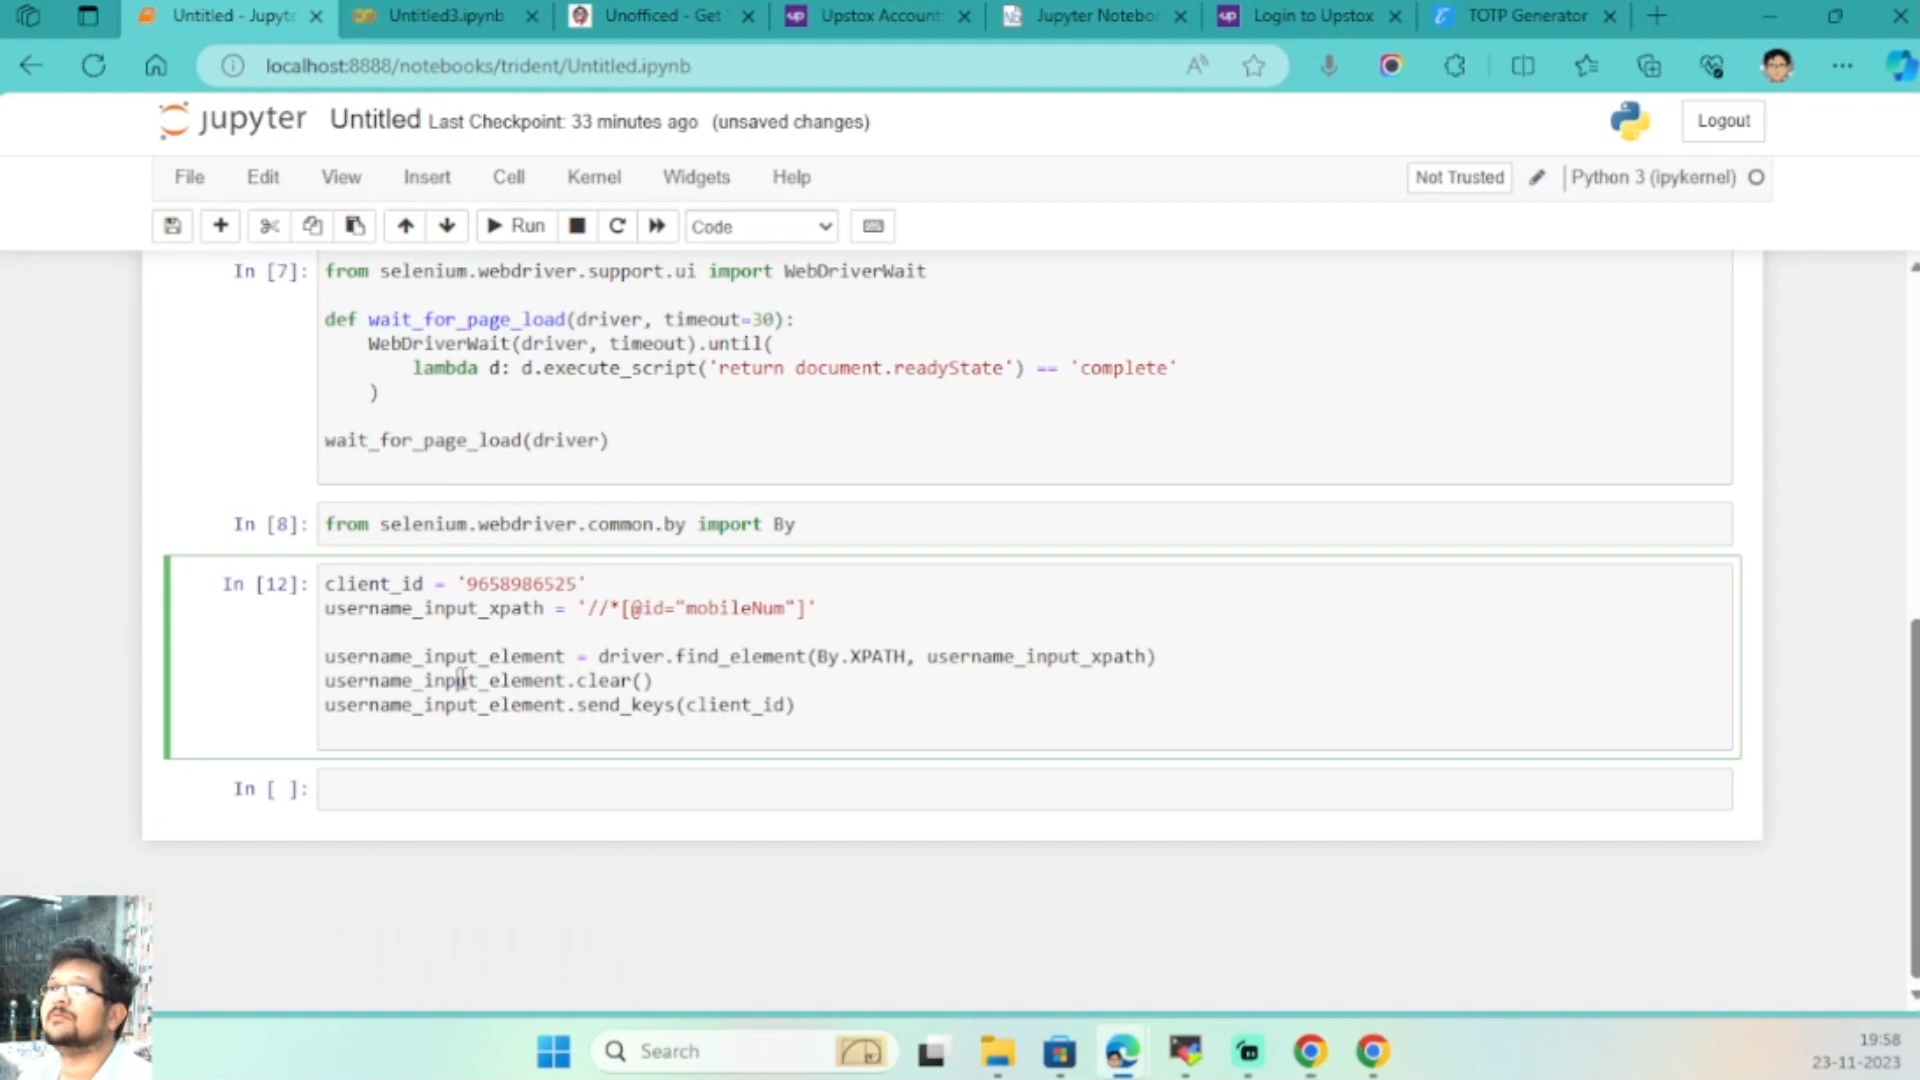 Untitled - Jupyte
Untitled3.ipynb
Unofficed - Get
Upstox Account
Jupyter Notebo
Login to Upstox
TOTP Generator
localhost:8888/notebooks/trident/Untitled.ipynb
jupyter Untitled Last Checkpoint: 33 minutes ago (unsaved changes)
Logout
File Edit View Insert Cell Kernel Widgets Help
Not Trusted
Python 3 (ipykernel)
Run
Code
In [7]: from selenium.webdriver.support.ui import WebDriverWait
def wait_for_page_load(driver, timeout=30):
WebDriverWait(driver, timeout).until(
lambda d: d.execute_script('return document.readyState') == 'complete'
)
wait_for_page_load(driver)
In [8]: from selenium.webdriver.common.by import By
In [12]: client_id = '9658986525'
username_input_xpath = '//*[@id="mobileNum"]'
username_input_element = driver.find_element(By.XPATH, username_input_xpath)
username_input_element.clear()
username_input_element.send_keys(client_id)
In [ ]:
Search
19:58
23-11-2023